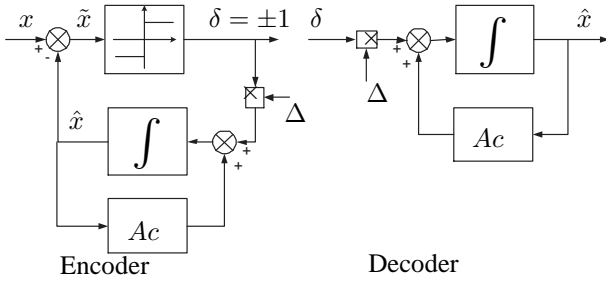 x
x̃
δ = ±1
+
-
Δ
x̂
∫
+
+
Ac
Encoder
δ
Δ
+
+
∫
x̂
Ac
Decoder